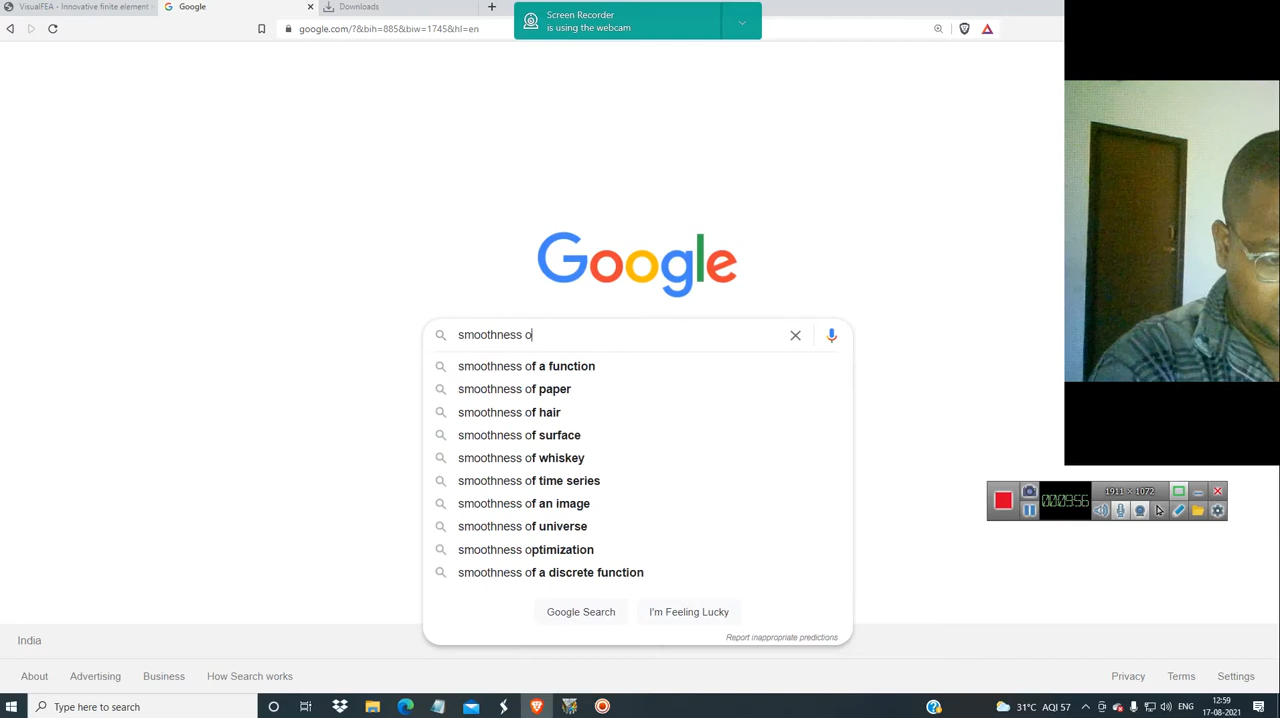 VisualFEA - Innovative finite element
Google
Downloads
Screen Recorder
is using the webcam
google.com/?&bih=885&biw=1745&hl=en
Google
smoothness o
smoothness of a function
smoothness of paper
smoothness of hair
smoothness of surface
smoothness of whiskey
smoothness of time series
smoothness of an image
smoothness of universe
smoothness optimization
smoothness of a discrete function
Google Search
I'm Feeling Lucky
Report inappropriate predictions
1911 × 1072
000956
India
About
Advertising
Business
How Search works
Privacy
Terms
Settings
Type here to search
31°C AQI 57
12:59
17-08-2021